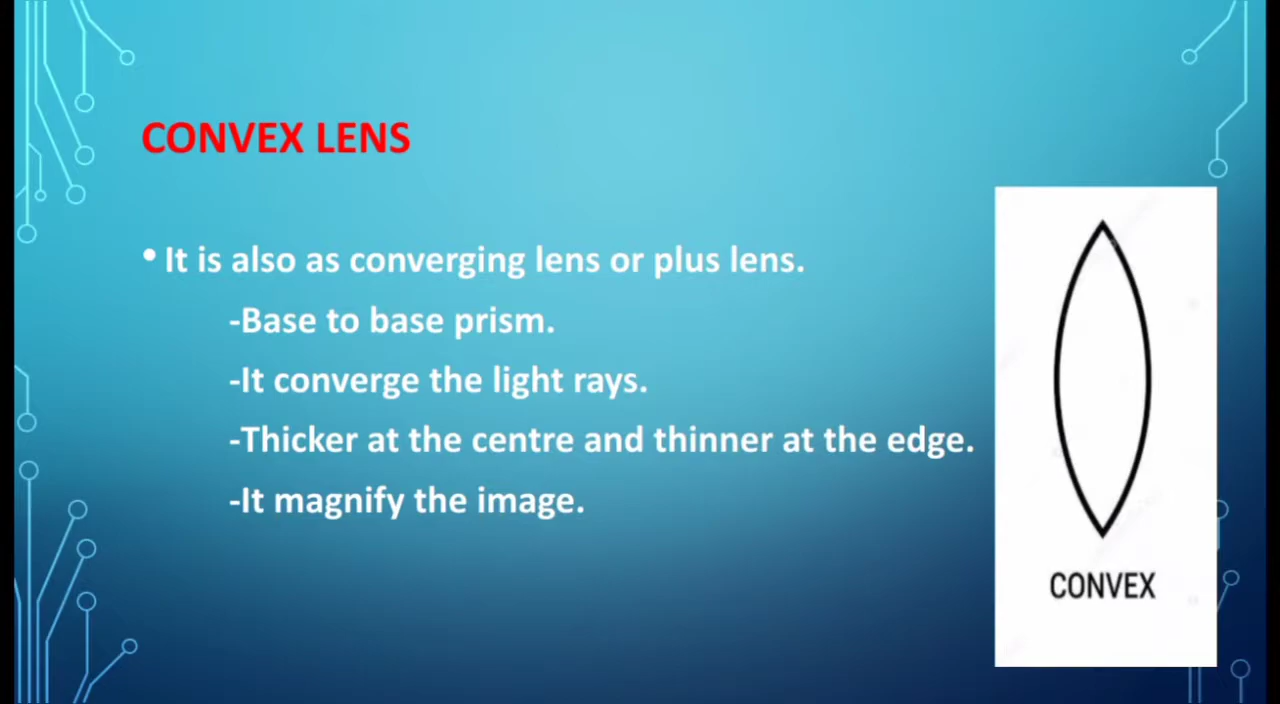 CONVEX LENS
• It is also as converging lens or plus lens.
-Base to base prism.
-It converge the light rays.
-Thicker at the centre and thinner at the edge.
-It magnify the image.
CONVEX